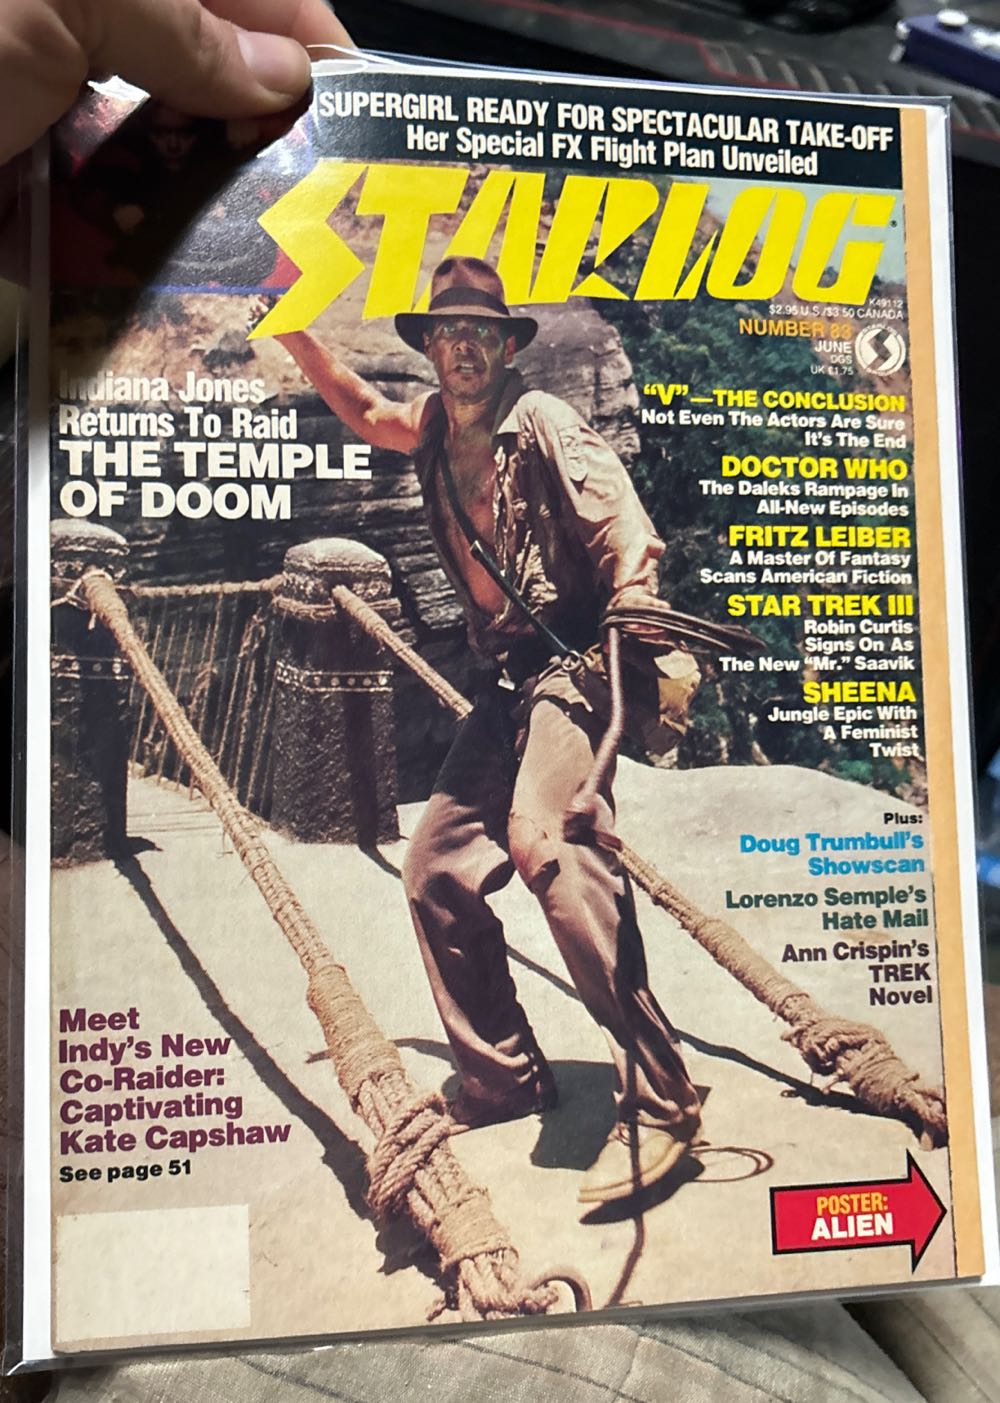 SUPERGIRL READY FOR SPECTACULAR TAKE-OFF
Her Special FX Flight Plan Unveiled
STARLOG
K49112
$2.95 U.S./$3.50 CANADA
NUMBER 83
JUNE
DGS
UK £1.75
Indiana Jones
Returns To Raid
THE TEMPLE
OF DOOM
"V"—THE CONCLUSION
Not Even The Actors Are Sure
It's The End
DOCTOR WHO
The Daleks Rampage In
All-New Episodes
FRITZ LEIBER
A Master Of Fantasy
Scans American Fiction
STAR TREK III
Robin Curtis
Signs On As
The New "Mr." Saavik
SHEENA
Jungle Epic With
A Feminist
Twist
Plus:
Doug Trumbull's
Showscan
Lorenzo Semple's
Hate Mail
Ann Crispin's
TREK
Novel
Meet
Indy's New
Co-Raider:
Captivating
Kate Capshaw
See page 51
POSTER:
ALIEN